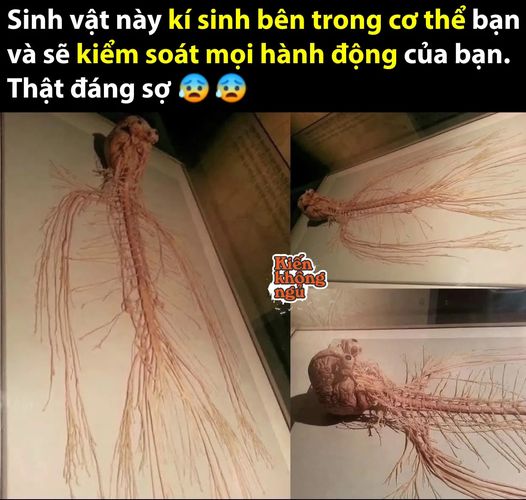 Sinh vật này kí sinh bên trong cơ thể bạn
và sẽ kiểm soát mọi hành động của bạn.
Thật đáng sợ 😰😰
Kiến
không
ngủ